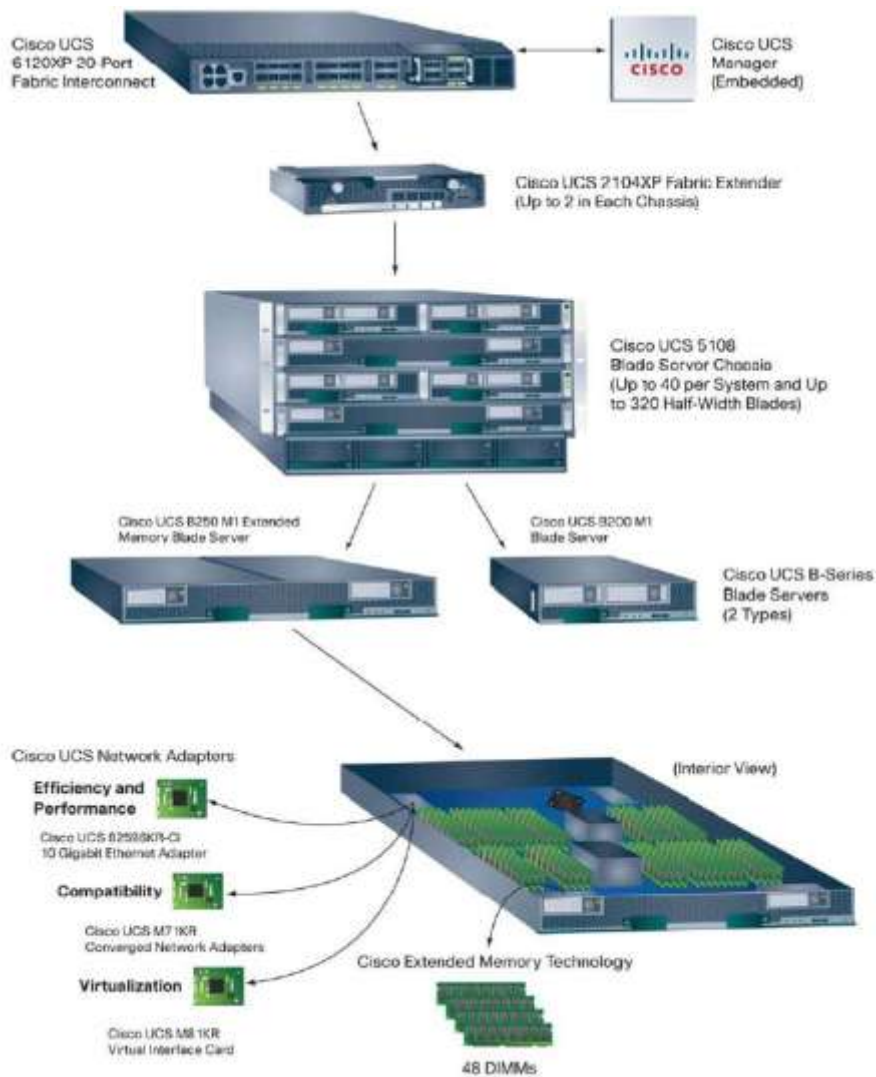 Cisco UCS
6120XP 20-Port
Fabric Interconnect
CISCO
Cisco UCS
Manager
(Embedded)
Cisco UCS 2104XP Fabric Extender
(Up to 2 in Each Chassis)
Cisco UCS 5108
Blade Server Chassis
(Up to 40 per System and Up
to 320 Half-Width Blades)
Cisco UCS B250 M1 Extended
Memory Blade Server
Cisco UCS B200 M1
Blade Server
Cisco UCS B-Series
Blade Servers
(2 Types)
Cisco UCS Network Adapters
(Interior View)
Efficiency and
Performance
Cisco UCS 82598KR-CI
10 Gigabit Ethernet Adapter
Compatibility
Cisco UCS M71KR
Converged Network Adapters
Virtualization
Cisco UCS M81KR
Virtual Interface Card
Cisco Extended Memory Technology
48 DIMMs